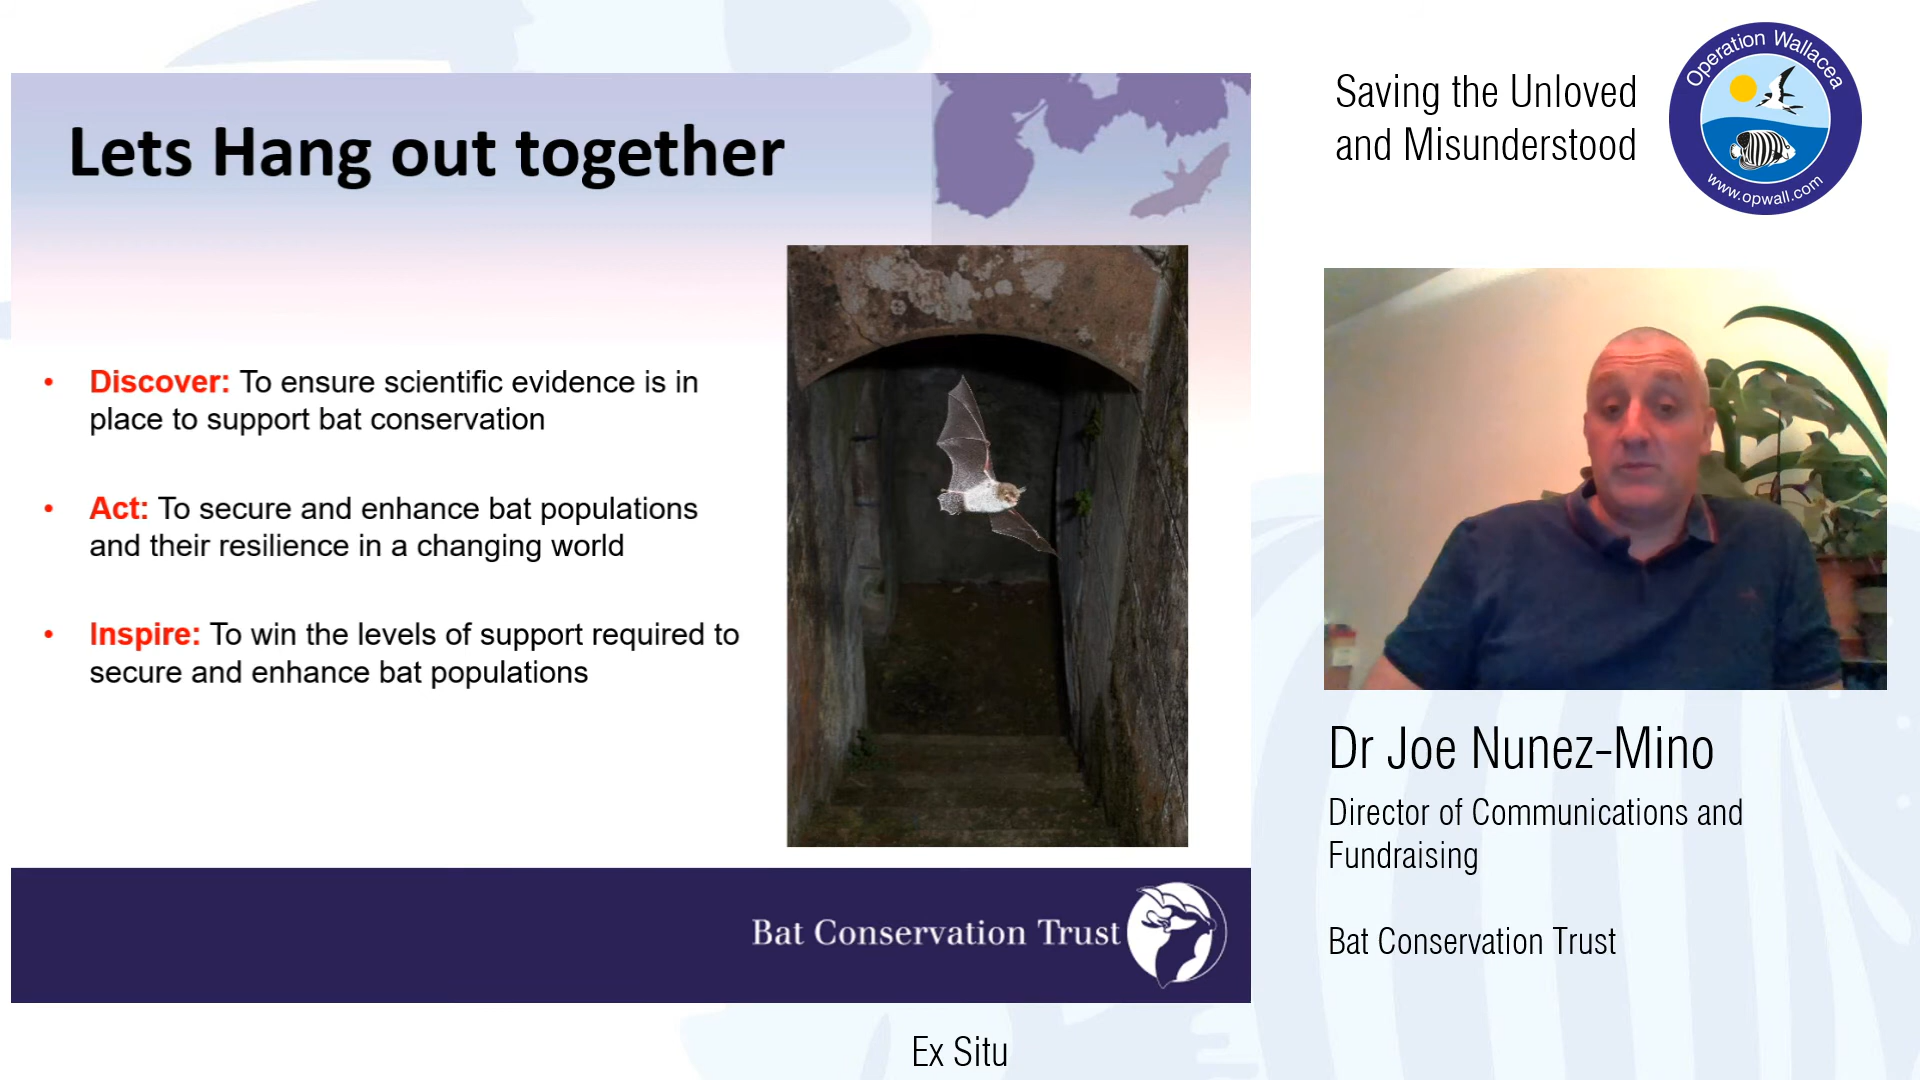 Lets Hang out together
• Discover: To ensure scientific evidence is in
place to support bat conservation
• Act: To secure and enhance bat populations
and their resilience in a changing world
• Inspire: To win the levels of support required to
secure and enhance bat populations
Bat Conservation Trust
Saving the Unloved
and Misunderstood
Operation Wallacea
www.opwall.com
Dr Joe Nunez-Mino
Director of Communications and
Fundraising
Bat Conservation Trust
Ex Situ